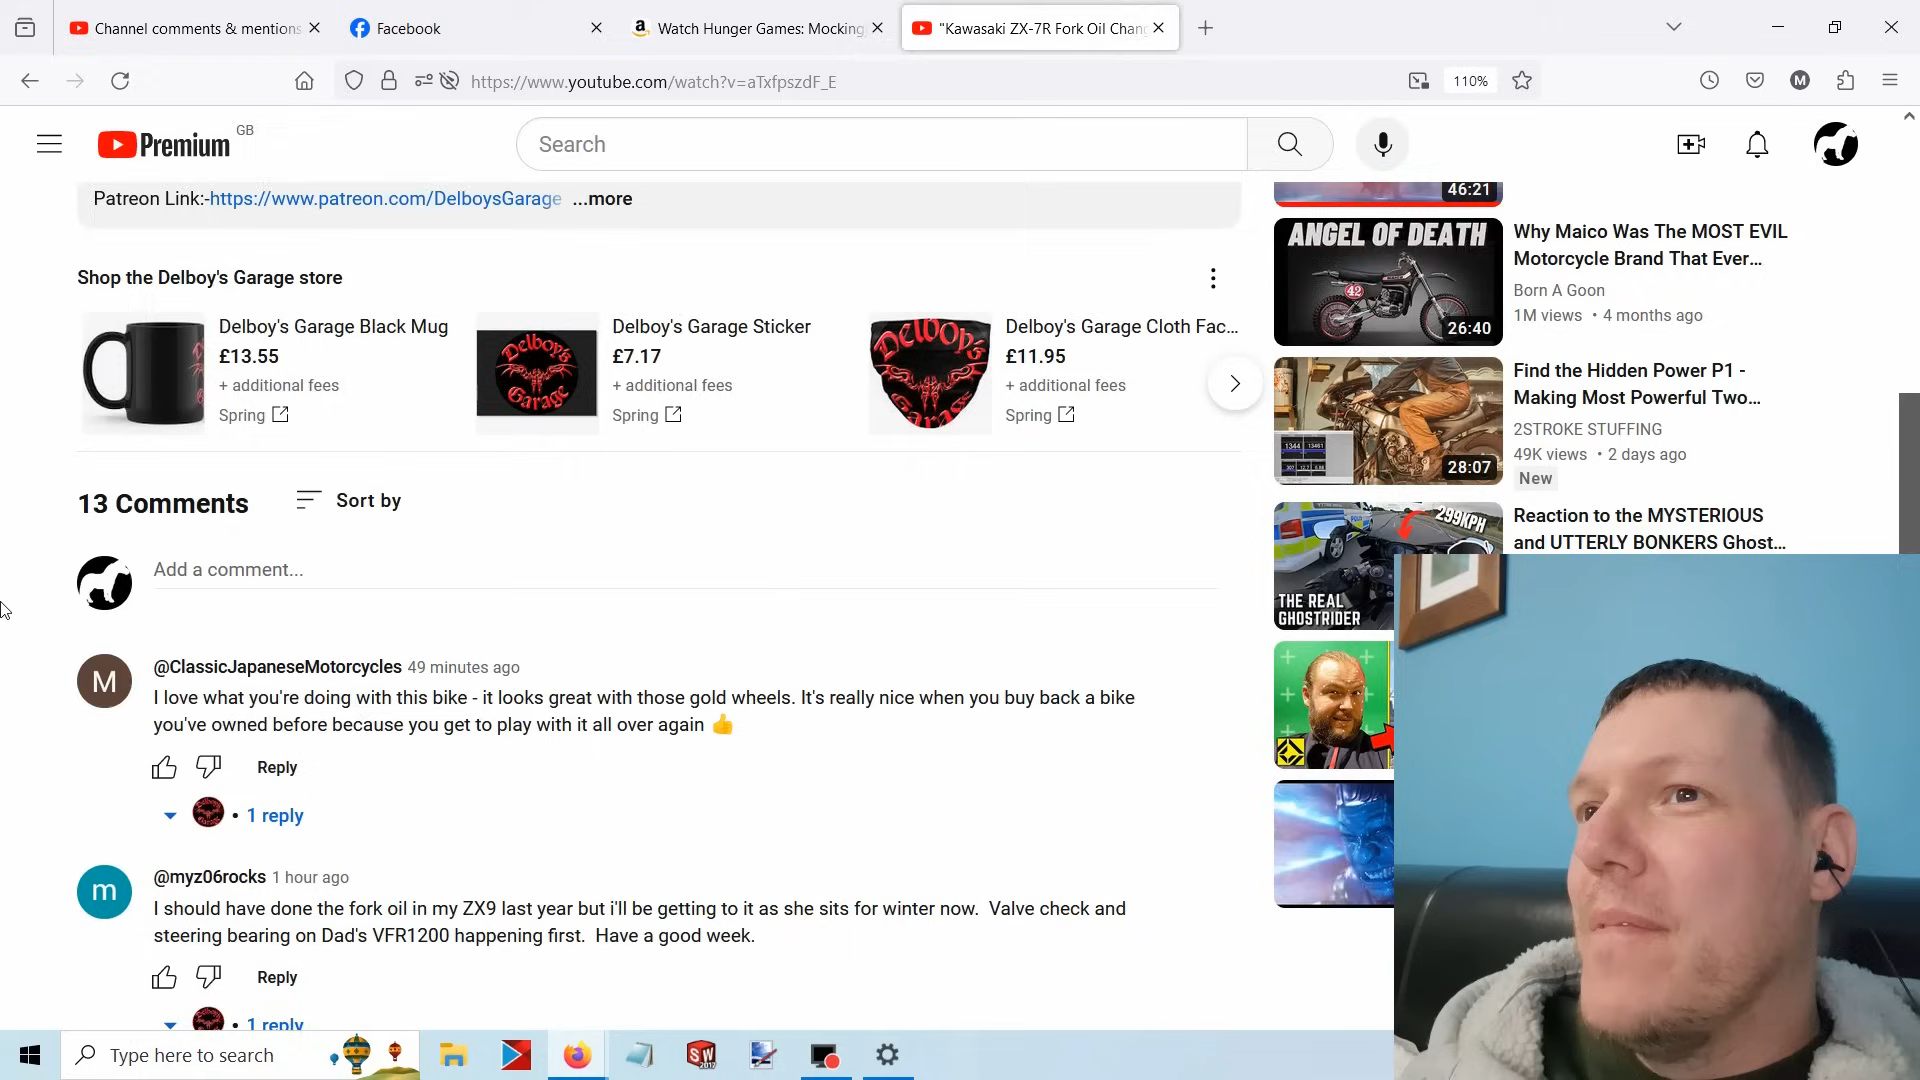 Channel comments & mentions
Facebook
Watch Hunger Games: Mocking
"Kawasaki ZX-7R Fork Oil Chan
https://www.youtube.com/watch?v=aTxfpszdF_E
110%
M
Premium
GB
Search
Patreon Link:-https://www.patreon.com/DelboysGarage ...more
Shop the Delboy's Garage store
Delboy's Garage Black Mug
£13.55
+ additional fees
Spring
Delboy's Garage
Delboy's Garage Sticker
£7.17
+ additional fees
Spring
Delboy's Garage
Delboy's Garage Cloth Fac...
£11.95
+ additional fees
Spring
13 Comments
Sort by
Add a comment...
M
@ClassicJapaneseMotorcycles 49 minutes ago
I love what you're doing with this bike - it looks great with those gold wheels. It's really nice when you buy back a bike
you've owned before because you get to play with it all over again 👍
Reply
• 1 reply
m
@myz06rocks 1 hour ago
I should have done the fork oil in my ZX9 last year but i'll be getting to it as she sits for winter now. Valve check and
steering bearing on Dad's VFR1200 happening first. Have a good week.
Reply
• 1 reply
46:21
ANGEL OF DEATH
42
26:40
Why Maico Was The MOST EVIL
Motorcycle Brand That Ever...
Born A Goon
1M views • 4 months ago
28:07
Find the Hidden Power P1 -
Making Most Powerful Two...
2STROKE STUFFING
49K views • 2 days ago
New
299KPH
THE REAL
GHOSTRIDER
Reaction to the MYSTERIOUS
and UTTERLY BONKERS Ghost...
Type here to search
SW
2017